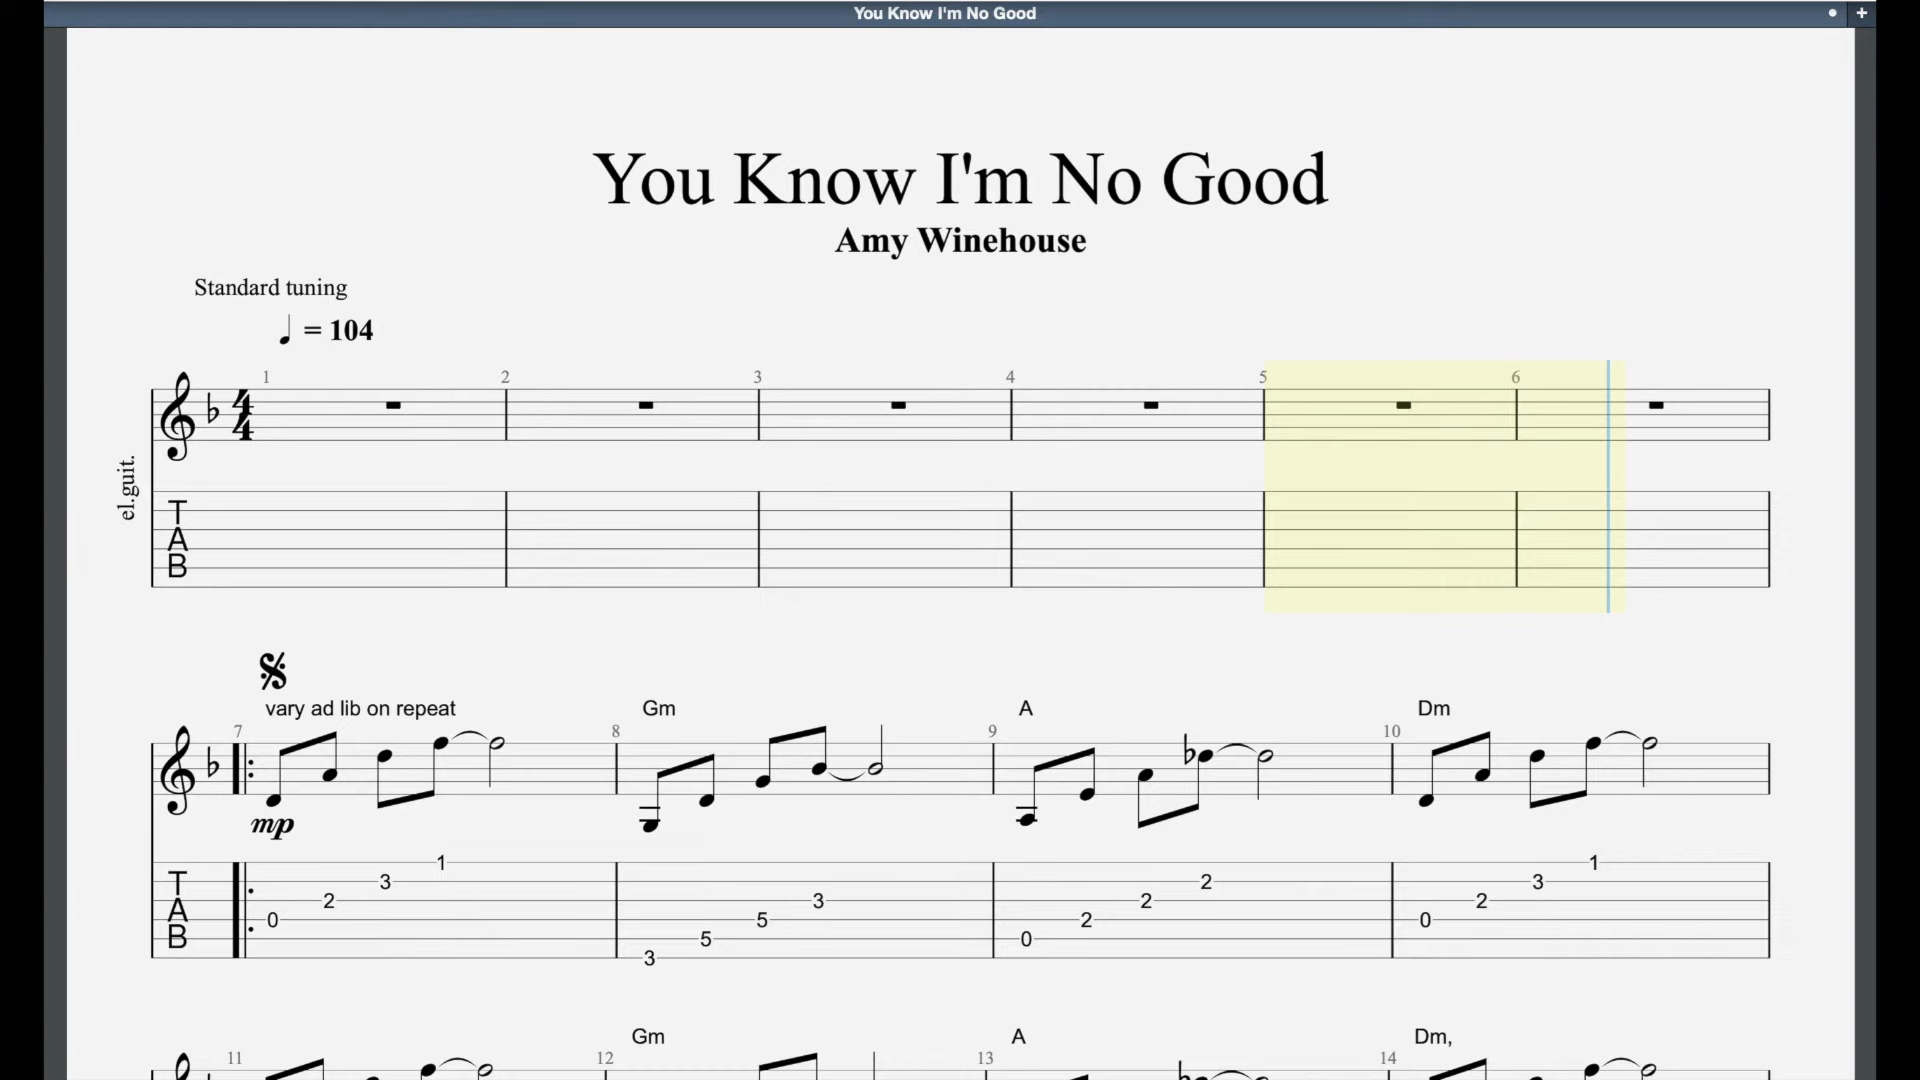 You Know I'm No Good
+
You Know I'm No Good
Amy Winehouse
Standard tuning
♩ = 104
1 2 3 4 5 6
4
4
el.guit.
T
A
B
vary ad lib on repeat Gm A Dm
7 8 9 10
mp
1 1
3 2 3
2 3 2 2
0 5 2 0
5 0
3
T
A
B
Gm A Dm,
11 12 13 14